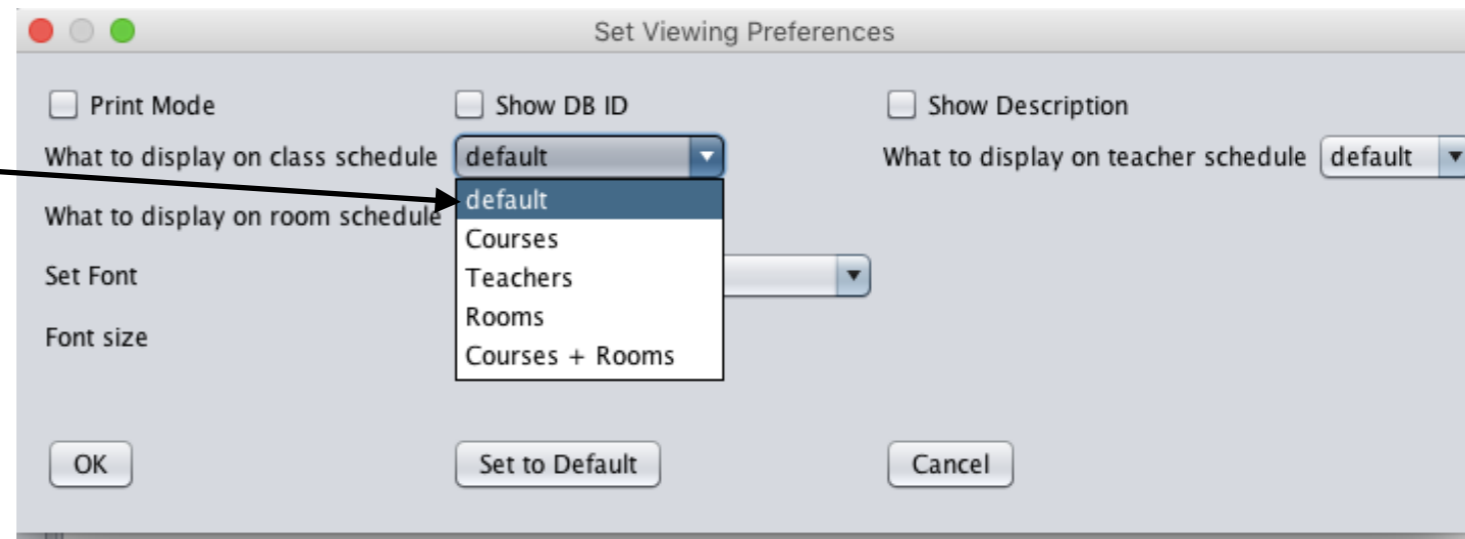 Set Viewing Preferences
Print Mode Show DB ID Show Description
What to display on class schedule default What to display on teacher schedule default
default
What to display on room schedule
Courses
Set Font
Teachers
Rooms
Font size
Courses + Rooms
OK Set to Default Cancel